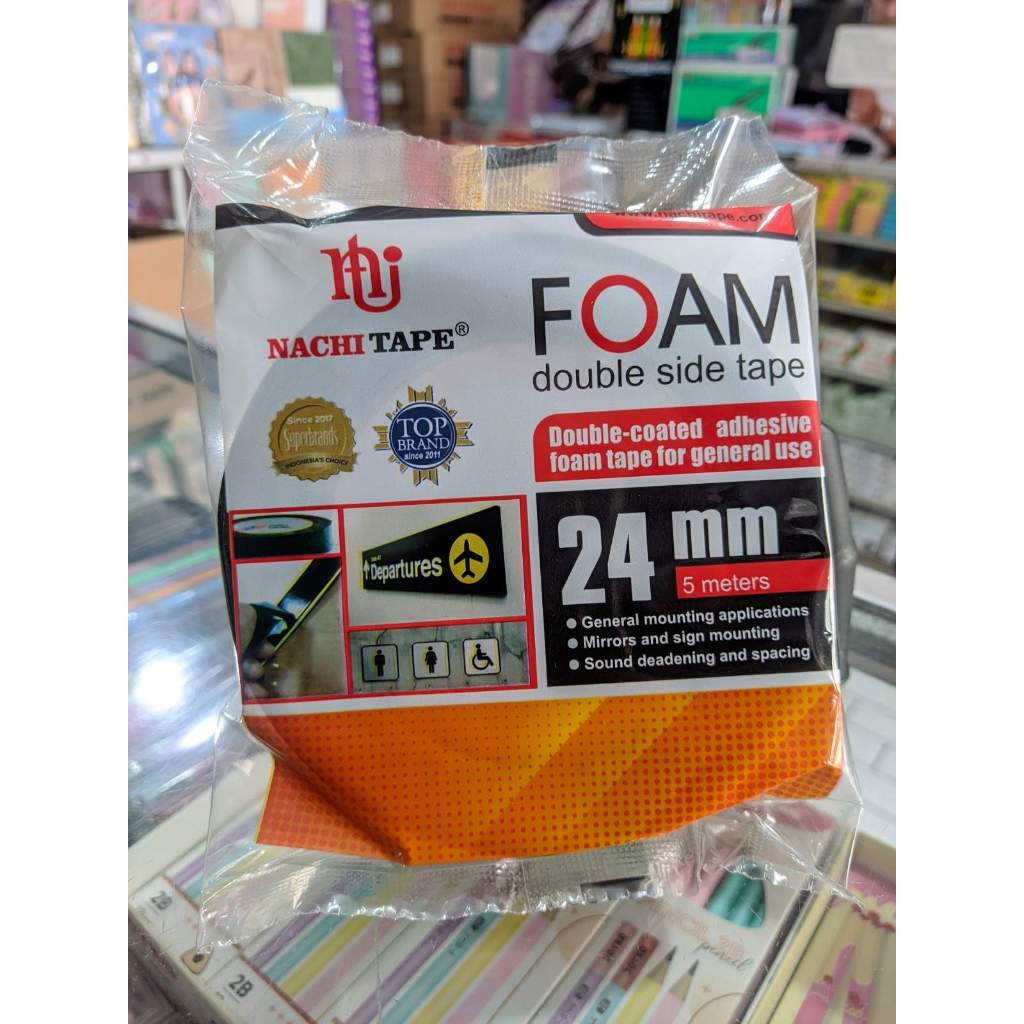 www.nachitape.com
nti
NACHI TAPE®
FOAM
double side tape
Since 2017
Superbrands
INDONESIA'S CHOICE
TOP
BRAND
since 2011
Double-coated adhesive
foam tape for general use
24 mm
5 meters
• General mounting applications
• Mirrors and sign mounting
• Sound deadening and spacing
Departures
2B
2B
pencil